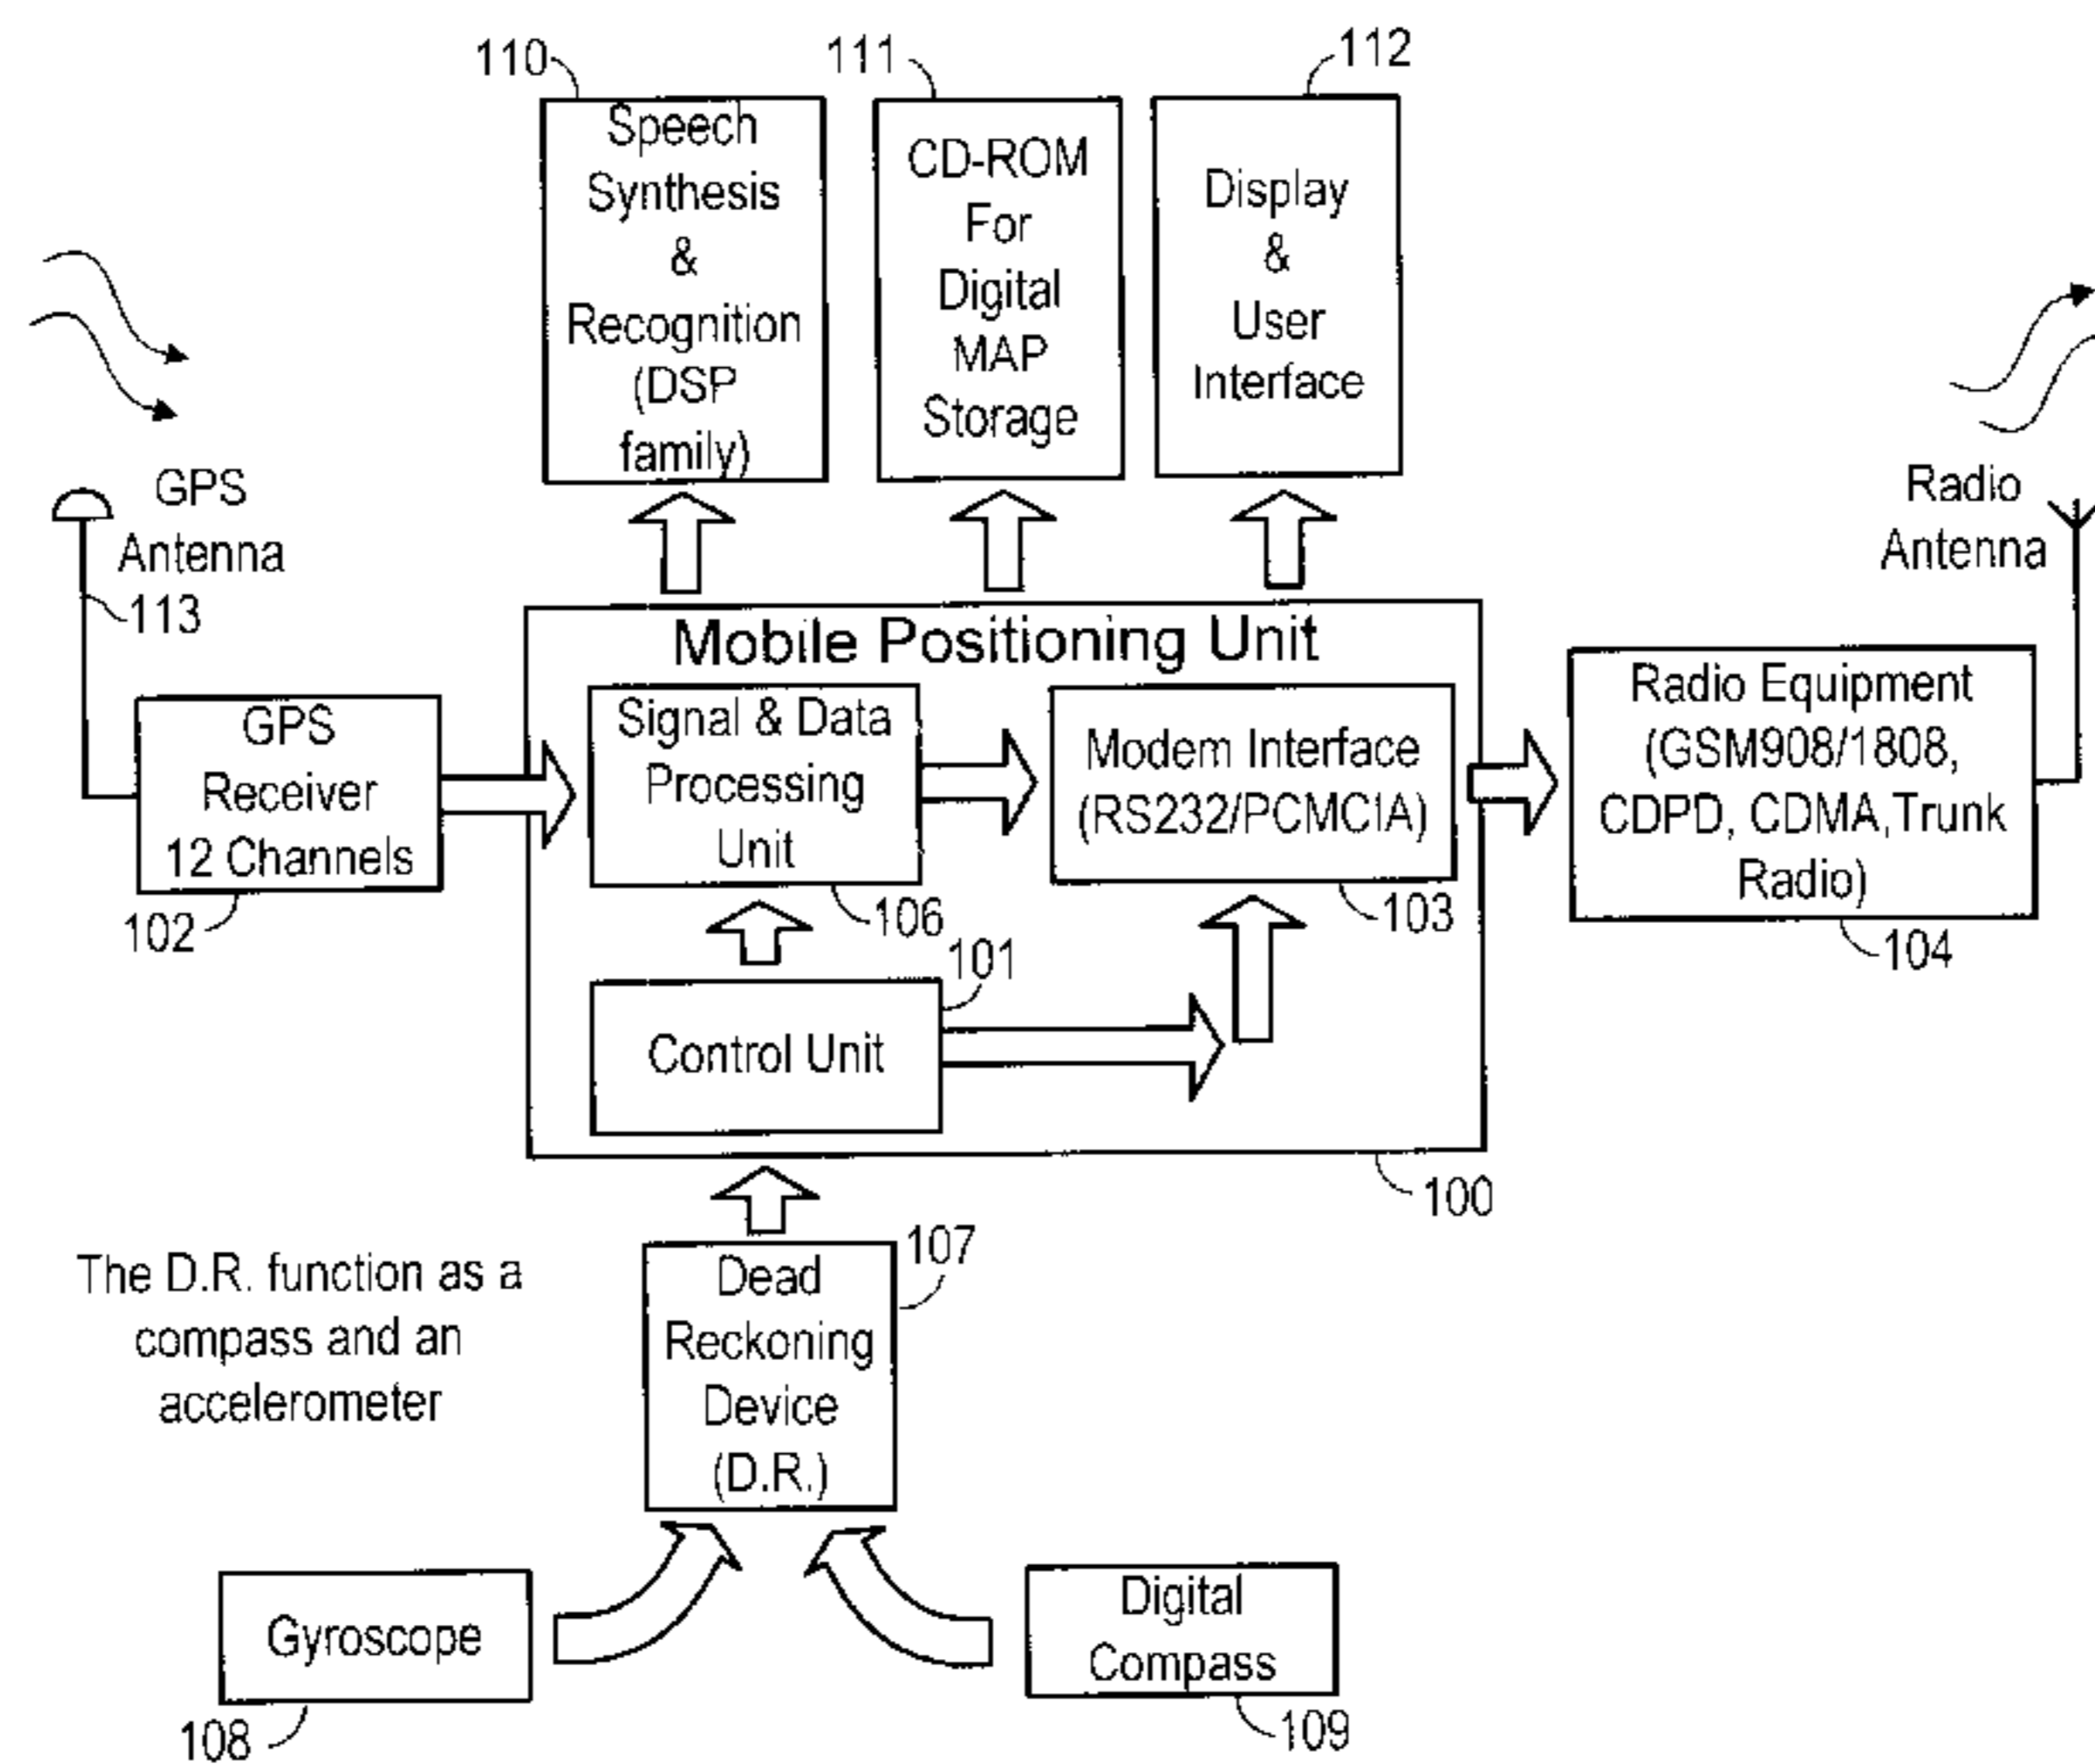 110
111
112
Speech
Synthesis
&
Recognition
(DSP
family)
CD-ROM
For
Digital
MAP
Storage
Display
&
User
Interface
GPS
Antenna
113
Radio
Antenna
Mobile Positioning Unit
GPS
Receiver
12 Channels
102
Signal & Data
Processing
Unit
106
Modem Interface
(RS232/PCMCIA)
103
Radio Equipment
(GSM908/1808,
CDPD, CDMA,Trunk
Radio)
104
101
Control Unit
100
The D.R. function as a
compass and an
accelerometer
107
Dead
Reckoning
Device
(D.R.)
Gyroscope
108
Digital
Compass
109